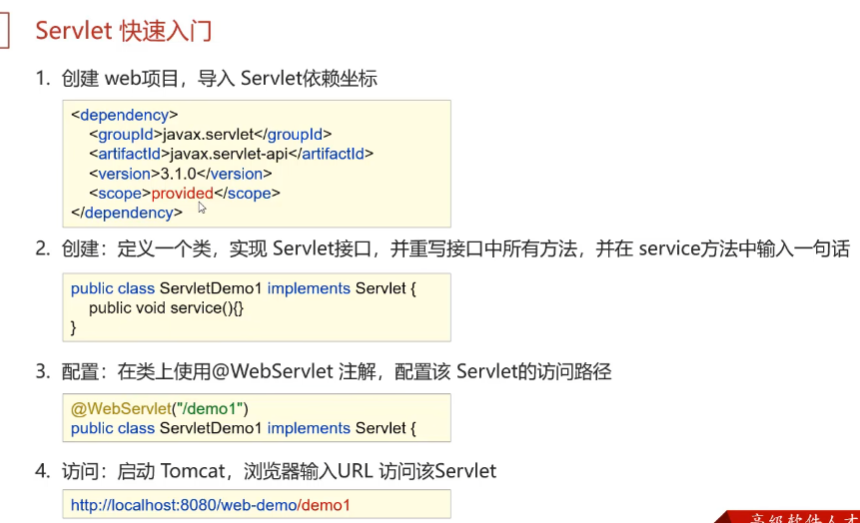 Servlet 快速入门
1. 创建 web项目，导入 Servlet依赖坐标
<dependency>
<groupId>javax.servlet</groupId>
<artifactId>javax.servlet-api</artifactId>
<version>3.1.0</version>
<scope>provided</scope>
</dependency>
2. 创建：定义一个类，实现 Servlet接口，并重写接口中所有方法，并在 service方法中输入一句话
public class ServletDemo1 implements Servlet {
public void service(){}
}
3. 配置：在类上使用@WebServlet 注解，配置该 Servlet的访问路径
@WebServlet("/demo1")
public class ServletDemo1 implements Servlet {
4. 访问：启动 Tomcat，浏览器输入URL 访问该Servlet
http://localhost:8080/web-demo/demo1
高级软件人才